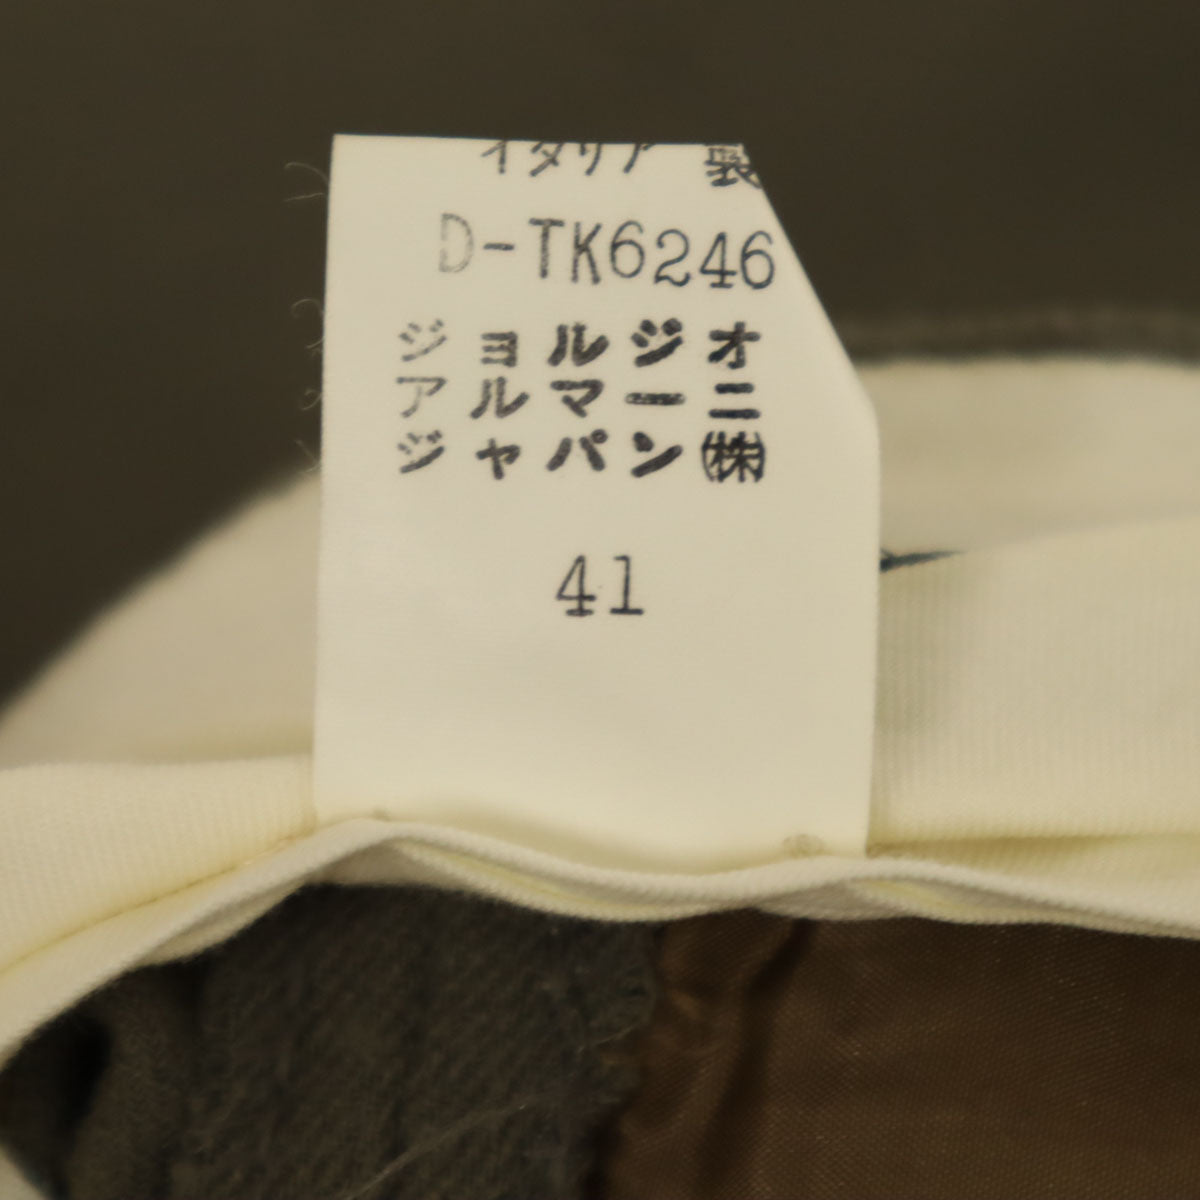 イタリア 製
D-TK6246
ジョルジオ
アルマーニ
ジャパン㈱
41